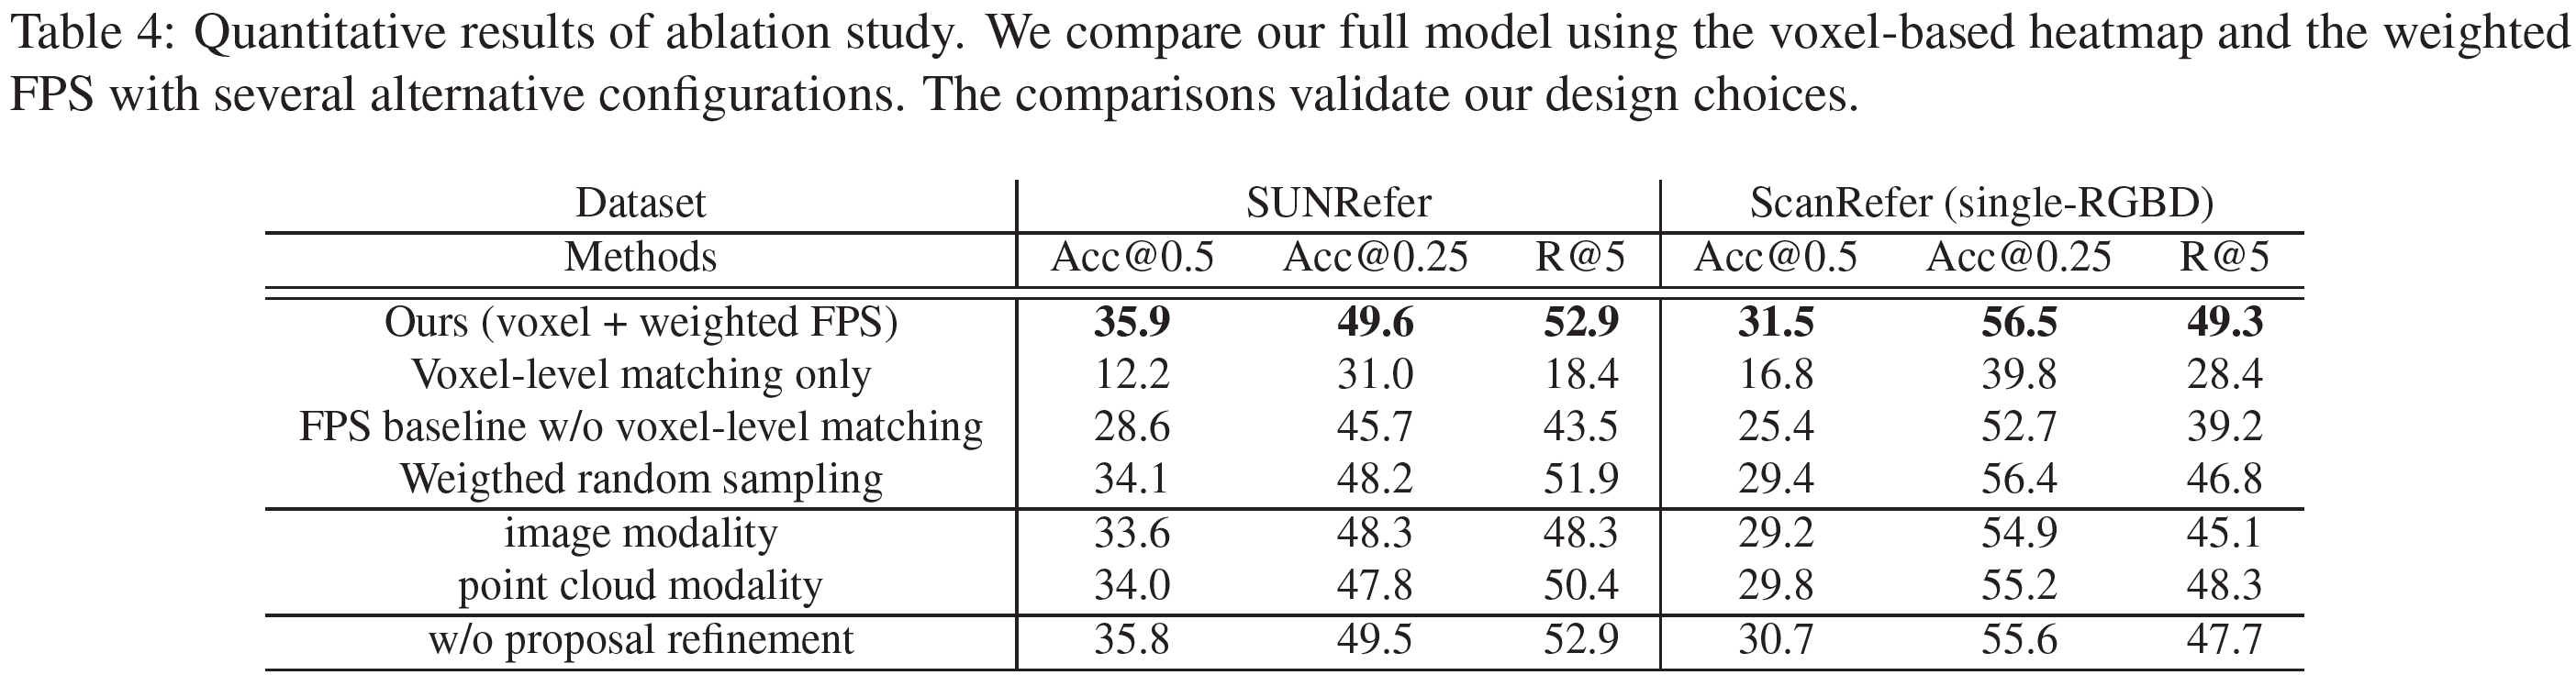 Table 4: Quantitative results of ablation study. We compare our full model using the voxel-based heatmap and the weighted
FPS with several alternative configurations. The comparisons validate our design choices.
Dataset SUNRefer ScanRefer (single-RGBD)
Methods Acc@0.5 Acc@0.25 R@5 Acc@0.5 Acc@0.25 R@5
Ours (voxel + weighted FPS) 35.9 49.6 52.9 31.5 56.5 49.3
Voxel-level matching only 12.2 31.0 18.4 16.8 39.8 28.4
FPS baseline w/o voxel-level matching 28.6 45.7 43.5 25.4 52.7 39.2
Weigthed random sampling 34.1 48.2 51.9 29.4 56.4 46.8
image modality 33.6 48.3 48.3 29.2 54.9 45.1
point cloud modality 34.0 47.8 50.4 29.8 55.2 48.3
w/o proposal refinement 35.8 49.5 52.9 30.7 55.6 47.7